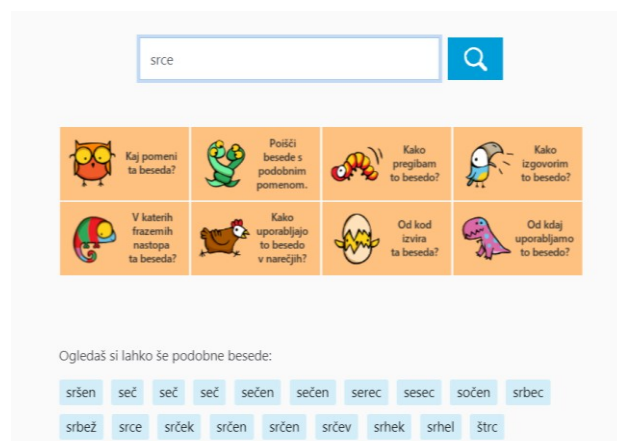 srce
Kaj pomeni
ta beseda?
Poišči
besede s
podobnim
pomenom.
Kako
pregibam
to besedo?
Kako
izgovorim
to besedo?
V katerih
frazemih
nastopa
ta beseda?
Kako
uporabljajo
to besedo
v narečjih?
Od kod
izvira
ta beseda?
Od kdaj
uporabljamo
to besedo?
Ogledaš si lahko še podobne besede:
sršen seč seč seč sečen sečen serec sesec sočen srbec
srbež srce srček srčen srčen srčev srhek srhel štrc